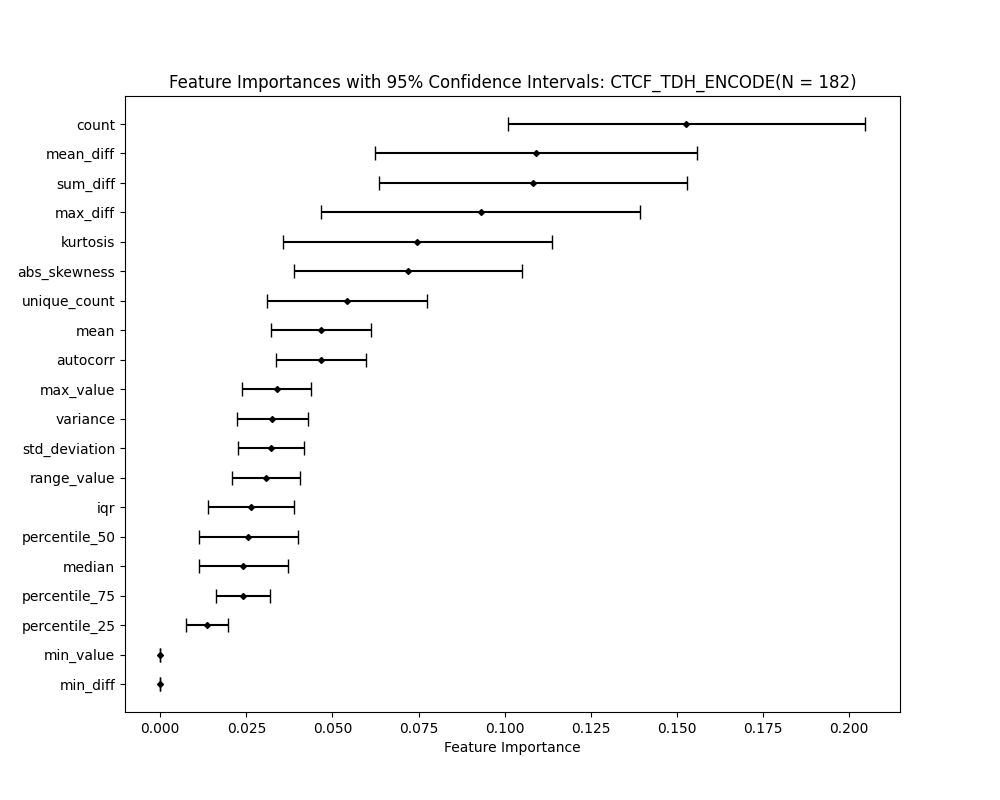 Feature Importances with 95% Confidence Intervals: CTCF_TDH_ENCODE(N = 182)
count
mean_diff
sum_diff
max_diff
kurtosis
abs_skewness
unique_count
mean
autocorr
max_value
variance
std_deviation
range_value
iqr
percentile_50
median
percentile_75
percentile_25
min_value
min_diff
0.000 0.025 0.050 0.075 0.100 0.125 0.150 0.175 0.200
Feature Importance